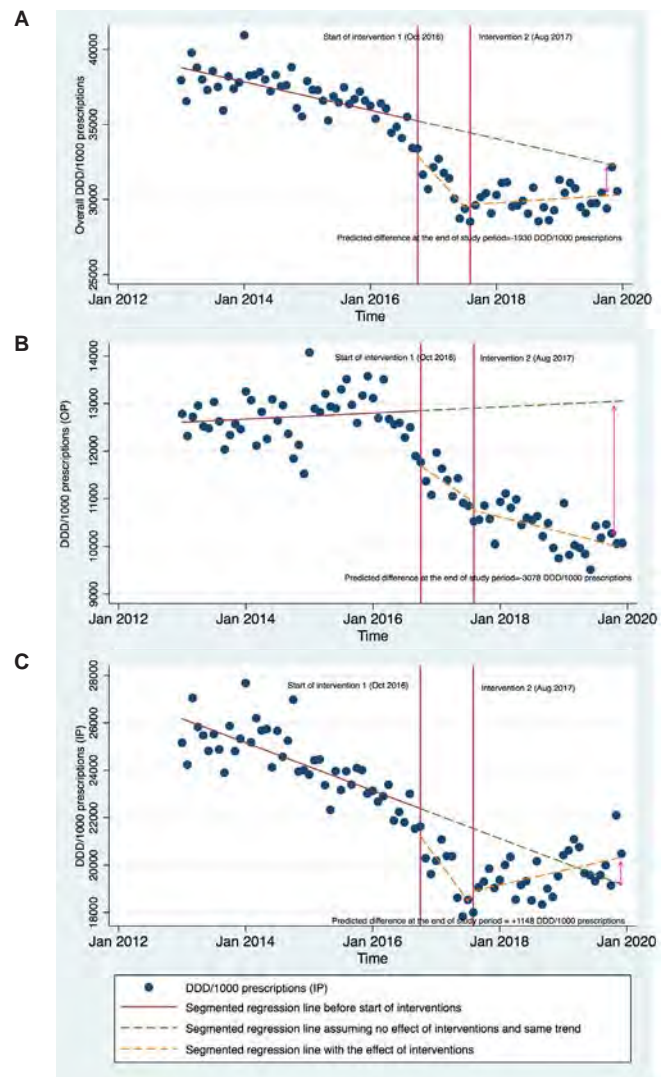 A
Start of intervention 1 (Oct 2016)
Intervention 2 (Aug 2017)
Overall DDD/1000 prescriptions
40000
35000
30000
25000
Predicted difference at the end of study period=-1930 DDD/1000 prescriptions
Jan 2012
Jan 2014
Jan 2016
Jan 2018
Jan 2020
Time
B
Start of intervention 1 (Oct 2016)
Intervention 2 (Aug 2017)
DDD/1000 prescriptions (OP)
14000
13000
12000
11000
10000
9000
Predicted difference at the end of study period=-3078 DDD/1000 prescriptions
Jan 2012
Jan 2014
Jan 2016
Jan 2018
Jan 2020
Time
C
Start of intervention 1 (Oct 2016)
Intervention 2 (Aug 2017)
DDD/1000 prescriptions (IP)
28000
26000
24000
22000
20000
18000
Predicted difference at the end of study period = +1148 DDD/1000 prescriptions
Jan 2012
Jan 2014
Jan 2016
Jan 2018
Jan 2020
Time
DDD/1000 prescriptions (IP)
Segmented regression line before start of interventions
Segmented regression line assuming no effect of interventions and same trend
Segmented regression line with the effect of interventions